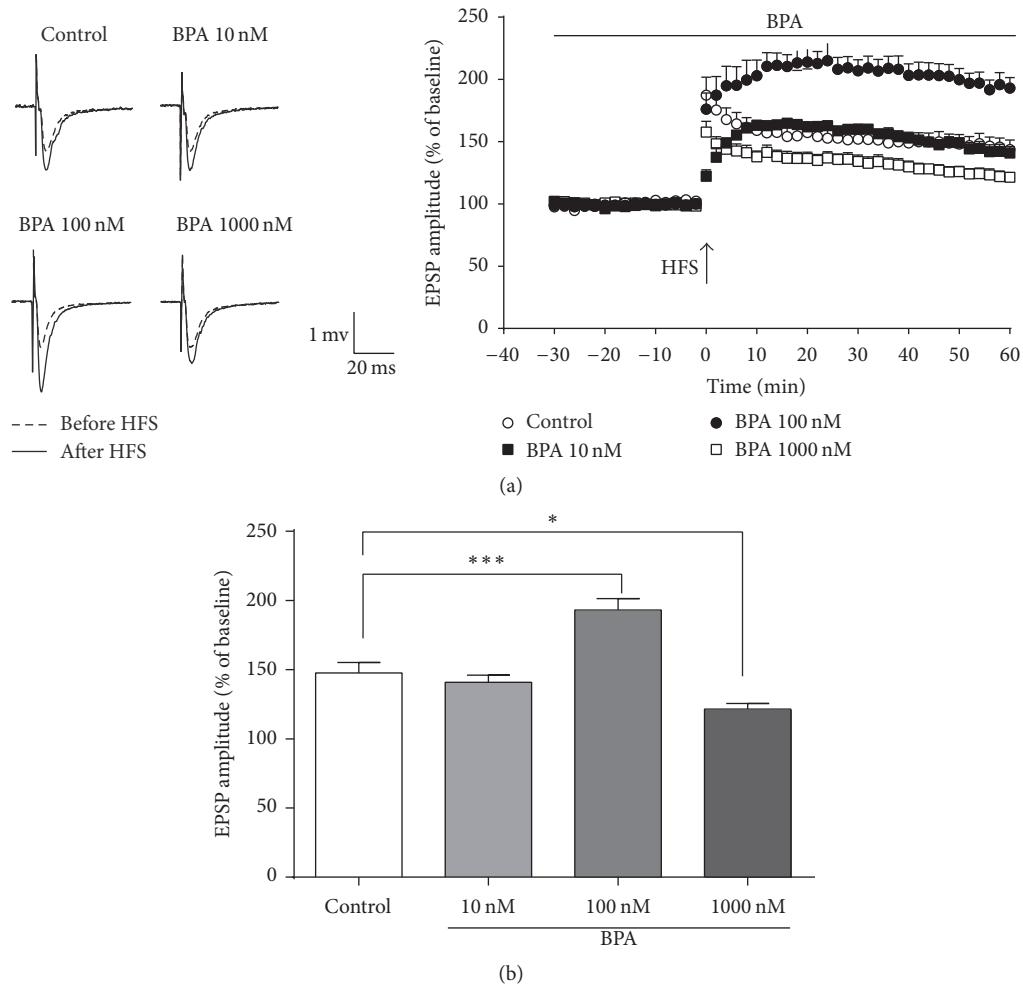 Control
BPA 10 nM
BPA 100 nM
BPA 1000 nM
1 mv
20 ms
Before HFS
After HFS
BPA
EPSP amplitude (% of baseline)
250
200
150
100
50
0
HFS
−40 −30 −20 −10 0 10 20 30 40 50 60
Time (min)
Control
BPA 100 nM
BPA 10 nM
BPA 1000 nM
(a)
EPSP amplitude (% of baseline)
250
200
150
100
50
0
*
***
Control 10 nM 100 nM 1000 nM
BPA
(b)